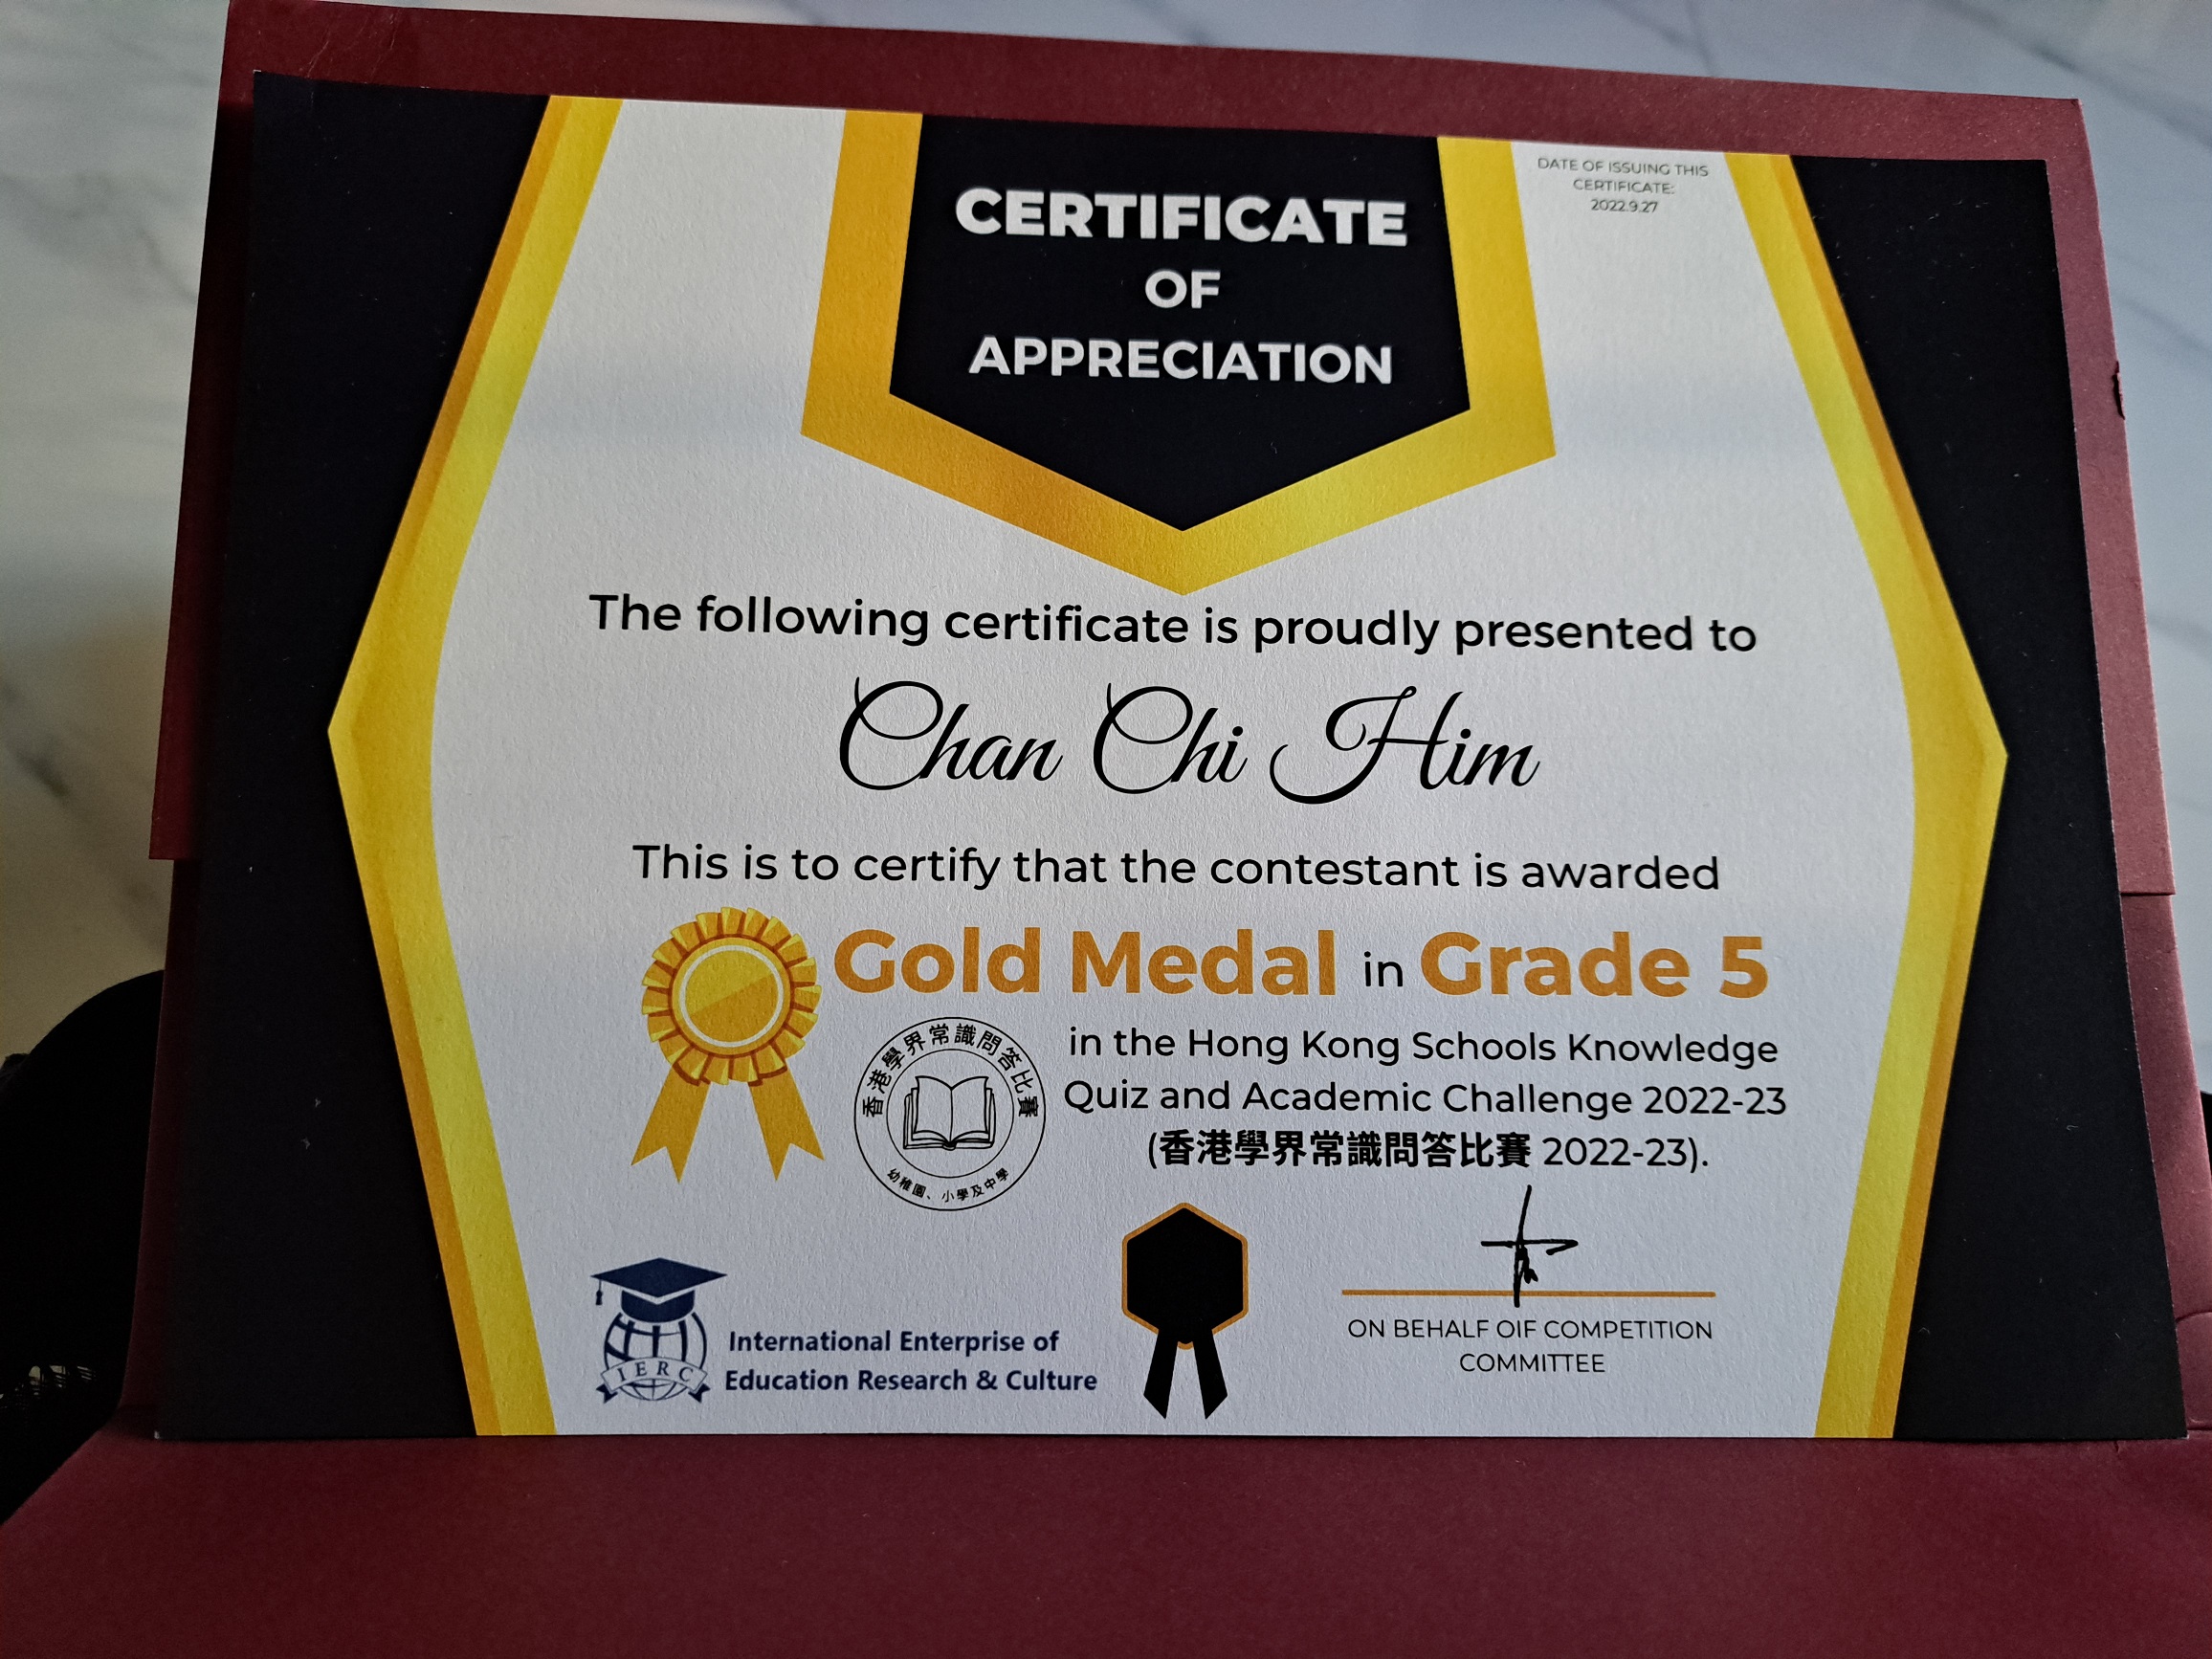 CERTIFICATE
OF
APPRECIATION
DATE OF ISSUING THIS
CERTIFICATE:
2022.9.27
The following certificate is proudly presented to
Chan Chi Him
This is to certify that the contestant is awarded
Gold Medal in Grade 5
香港學界常識問答比賽
幼稚園、小學及中學
in the Hong Kong Schools Knowledge
Quiz and Academic Challenge 2022-23
(香港學界常識問答比賽 2022-23).
IERC
International Enterprise of
Education Research & Culture
ON BEHALF OIF COMPETITION
COMMITTEE